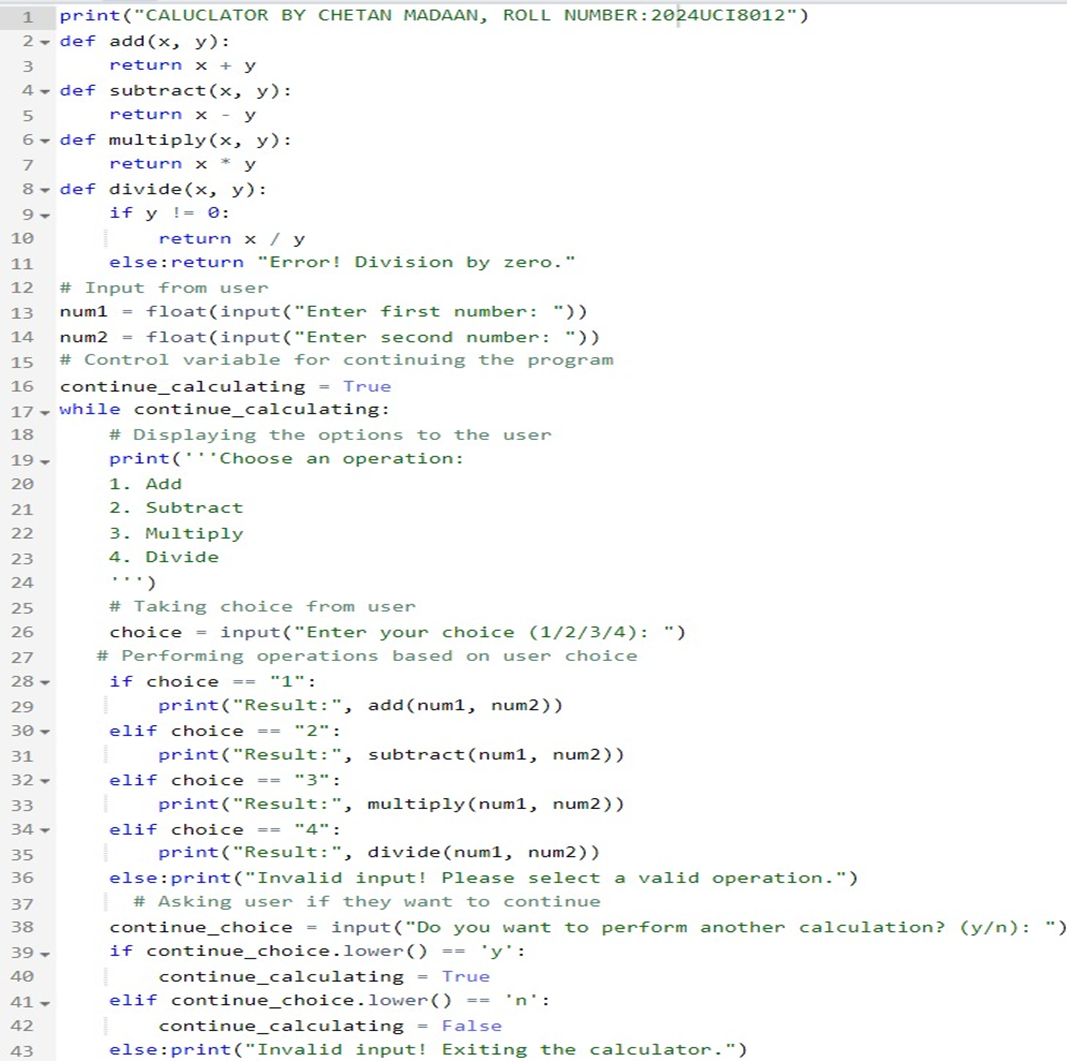 1 print("CALUCLATOR BY CHETAN MADAAN, ROLL NUMBER:2024UCI8012")
2 def add(x, y):
3     return x + y
4 def subtract(x, y):
5     return x - y
6 def multiply(x, y):
7     return x * y
8 def divide(x, y):
9     if y != 0:
10         return x / y
11     else:return "Error! Division by zero."
12 # Input from user
13 num1 = float(input("Enter first number: "))
14 num2 = float(input("Enter second number: "))
15 # Control variable for continuing the program
16 continue_calculating = True
17 while continue_calculating:
18     # Displaying the options to the user
19     print('''Choose an operation:
20     1. Add
21     2. Subtract
22     3. Multiply
23     4. Divide
24     ''')
25     # Taking choice from user
26     choice = input("Enter your choice (1/2/3/4): ")
27    # Performing operations based on user choice
28     if choice == "1":
29         print("Result:", add(num1, num2))
30     elif choice == "2":
31         print("Result:", subtract(num1, num2))
32     elif choice == "3":
33         print("Result:", multiply(num1, num2))
34     elif choice == "4":
35         print("Result:", divide(num1, num2))
36     else:print("Invalid input! Please select a valid operation.")
37       # Asking user if they want to continue
38     continue_choice = input("Do you want to perform another calculation? (y/n): ")
39     if continue_choice.lower() == 'y':
40         continue_calculating = True
41     elif continue_choice.lower() == 'n':
42         continue_calculating = False
43     else:print("Invalid input! Exiting the calculator.")